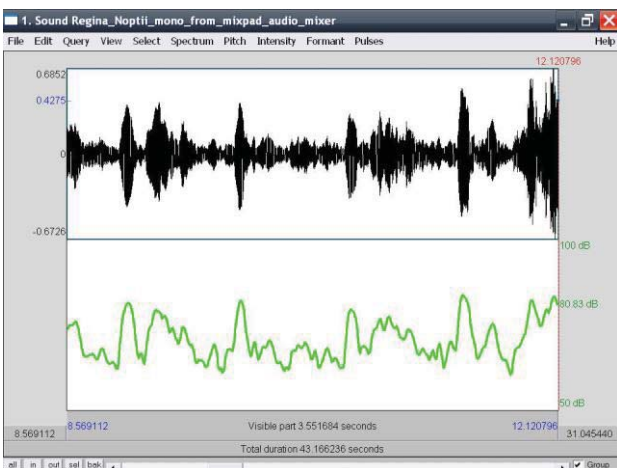 1. Sound Regina_Noptii_mono_from_mixpad_audio_mixer
File Edit Query View Select Spectrum Pitch Intensity Formant Pulses Help
12.120796
0.6852
0.4275
0
-0.6726
100 dB
80.83 dB
50 dB
8.569112 8.569112 Visible part 3.551684 seconds 12.120796 31.045440
Total duration 43.166236 seconds
all in out sel bak Group